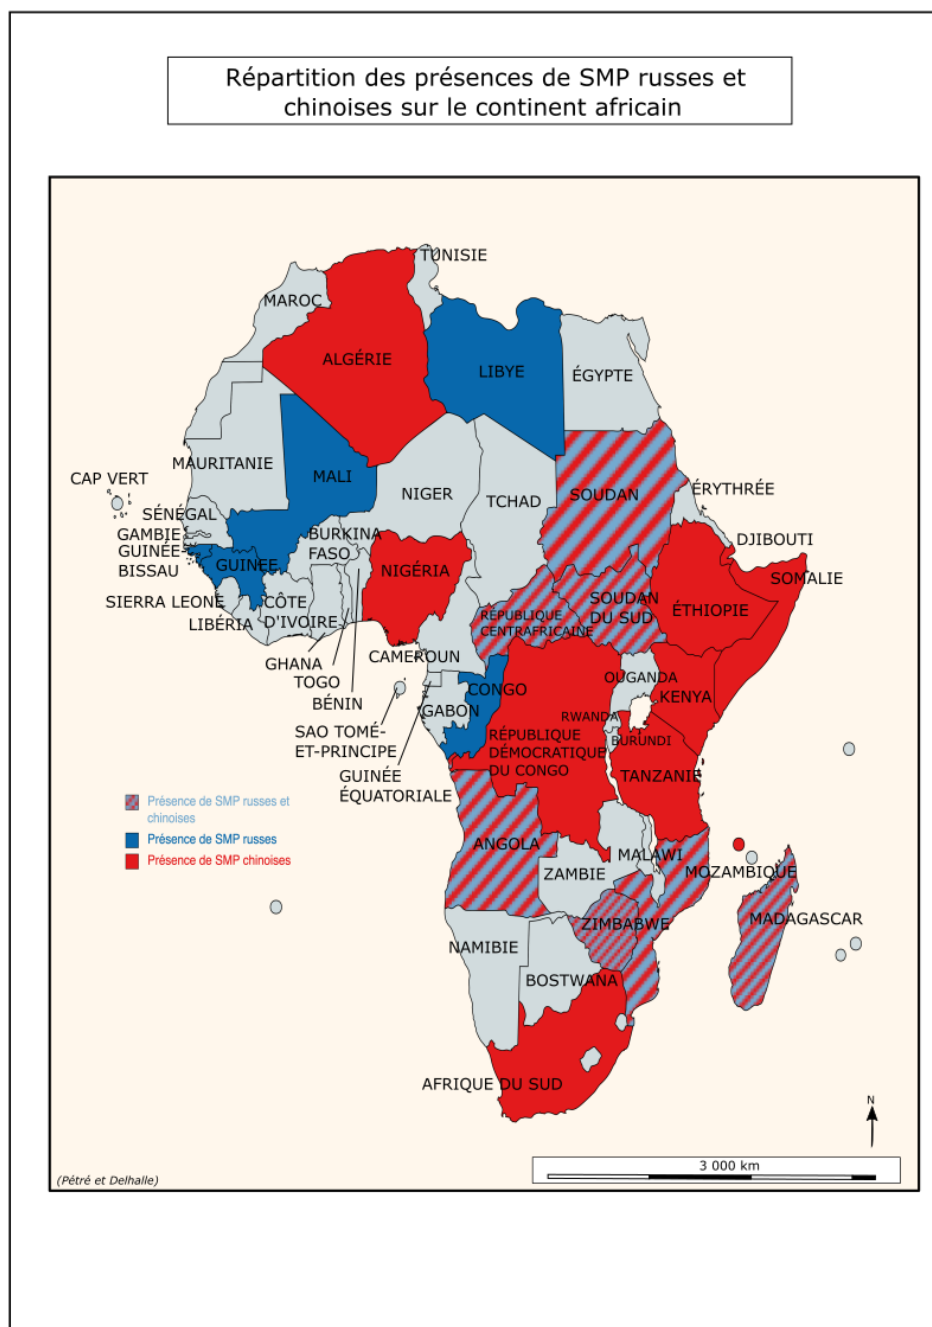 Répartition des présences de SMP russes et
chinoises sur le continent africain
TUNISIE
MAROC
ALGÉRIE
LIBYE
ÉGYPTE
MAURITANIE
CAP VERT
MALI
NIGER
TCHAD
SOUDAN
ÉRYTHRÉE
SÉNÉGAL
GAMBIE
GUINÉE-
BISSAU
GUINÉE
BURKINA
FASO
NIGÉRIA
DJIBOUTI
SOMALIE
SIERRA LEONE
LIBÉRIA
CÔTE
D'IVOIRE
RÉPUBLIQUE
CENTRAFRICAINE
SOUDAN
DU SUD
ÉTHIOPIE
GHANA
TOGO
BÉNIN
CAMEROUN
OUGANDA
KENYA
CONGO
GABON
SAO TOMÉ-
ET-PRINCIPE
GUINÉE
ÉQUATORIALE
RÉPUBLIQUE
DÉMOCRATIQUE
DU CONGO
RWANDA
BURUNDI
TANZANIE
Présence de SMP russes et
chinoises
Présence de SMP russes
Présence de SMP chinoises
ANGOLA
ZAMBIE
MALAWI
MOZAMBIQUE
ZIMBABWE
MADAGASCAR
NAMIBIE
BOSTWANA
AFRIQUE DU SUD
N
3 000 km
(Pétré et Delhalle)